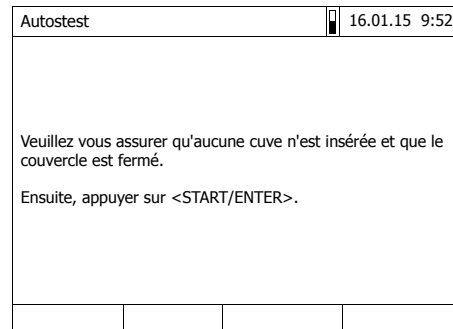 Autostest
16.01.15 9:52
Veuillez vous assurer qu'aucune cuve n'est insérée et que le
couvercle est fermé.
Ensuite, appuyer sur <START/ENTER>.